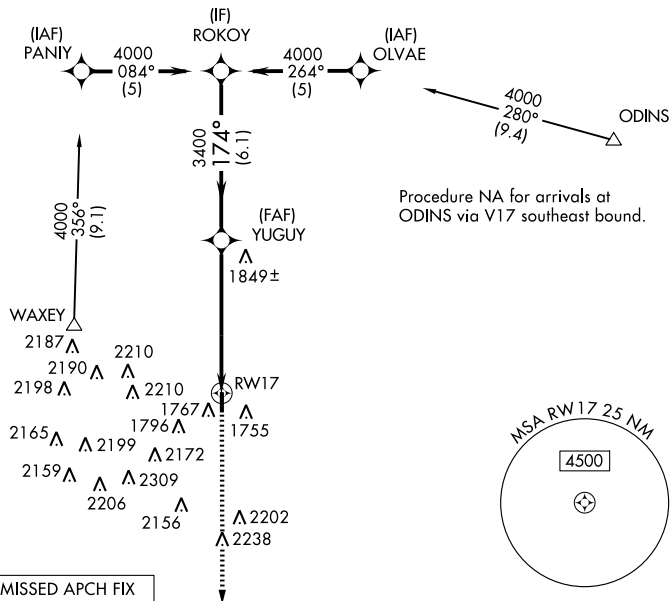 (IAF)
PANIY
(IF)
ROKOY
(IAF)
OLVAE
4000
084°
(5)
4000
264°
(5)
4000
280°
(9.4)
ODINS
3400
174°
(6.1)
Procedure NA for arrivals at
ODINS via V17 southeast bound.
4000
356°
(9.1)
(FAF)
YUGUY
1849±
WAXEY
2187
2190
2210
2198
2210
RW17
1767
1755
1796
2165
2199
2172
2159
2309
2206
2156
2202
2238
MSA RW17 25 NM
4500
MISSED APCH FIX